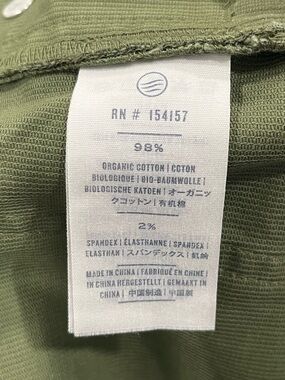 RN # 154157
98%
ORGANIC COTTON | COTON
BIOLOGIQUE | BIO-BAUMWOLLE |
BIOLOGISCHE KATOEN | オーガニッ
クコットン | 有机棉
2%
SPANDEX | ÉLASTHANNE | SPANDEX |
ELASTHAN | スパンデックス |
MADE IN CHINA | FABRIQUÉ EN CHINE |
IN CHINA HERGESTELLT | GEMAAKT IN
CHINA | 中国制造 | 中国製